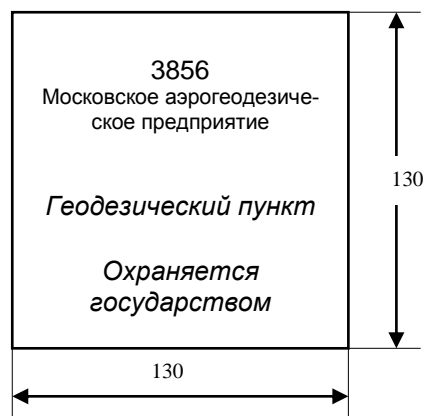 3856
Московское аэрогеодезиче-
ское предприятие
Геодезический пункт
Охраняется
государством
130
130